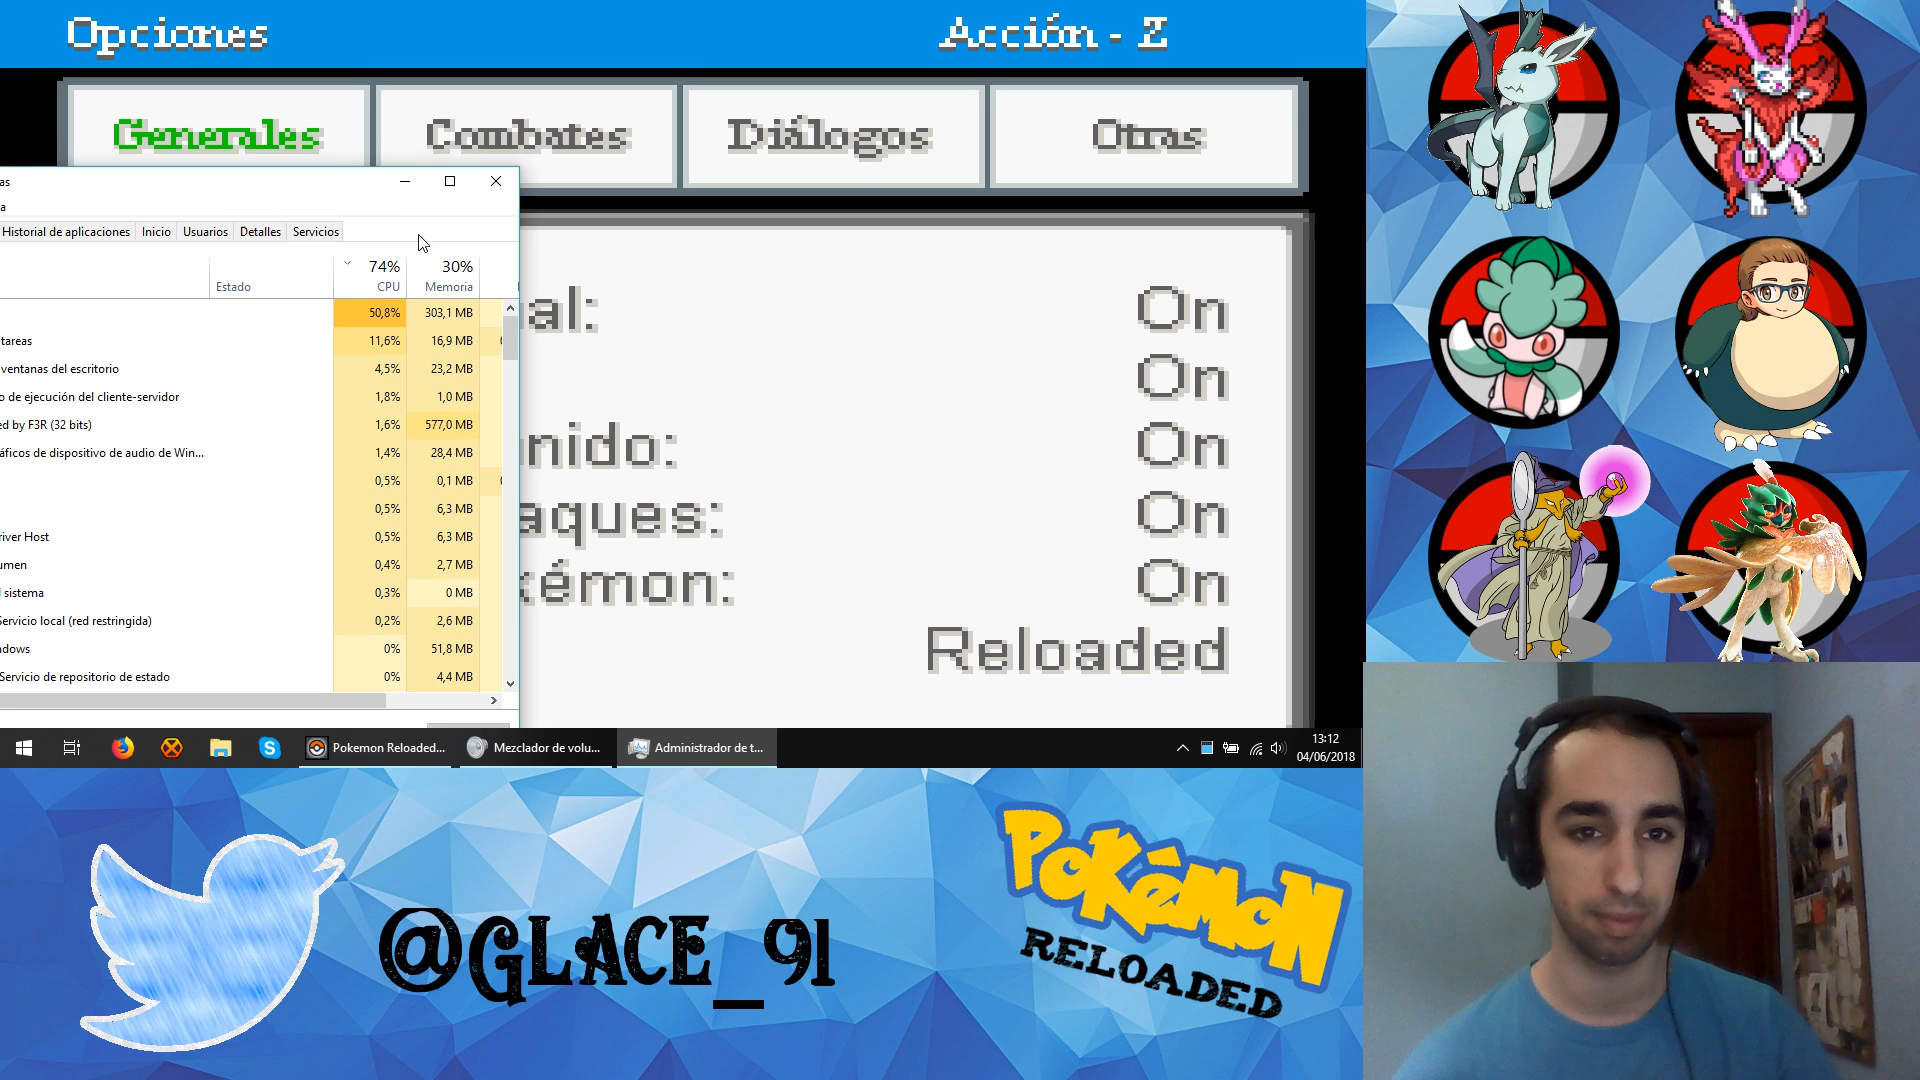 Opciones
Acción - Z
Generales
Combates
Diálogos
Otras
as
a
Historial de aplicaciones
Inicio
Usuarios
Detalles
Servicios
74%
30%
Estado
CPU
Memoria
50,8% 303,1 MB
tareas 11,6% 16,9 MB
ventanas del escritorio 4,5% 23,2 MB
o de ejecución del cliente-servidor 1,8% 1,0 MB
ed by F3R (32 bits) 1,6% 577,0 MB
áficos de dispositivo de audio de Win... 1,4% 28,4 MB
0,5% 0,1 MB
0,5% 6,3 MB
river Host 0,5% 6,3 MB
umen 0,4% 2,7 MB
l sistema 0,3% 0 MB
Servicio local (red restringida) 0,2% 2,6 MB
ndows 0% 51,8 MB
Servicio de repositorio de estado 0% 4,4 MB
al: On
On
nido: On
aques: On
kémon: On
Reloaded
Pokemon Reloaded...
Mezclador de volu...
Administrador de t...
13:12
04/06/2018
@Glace_91
Pokémon
Reloaded